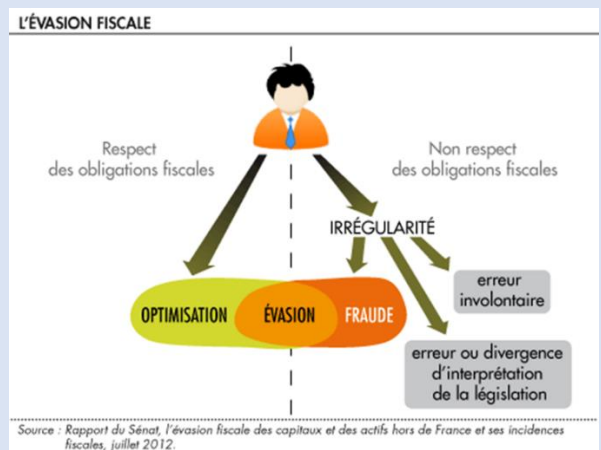 L'ÉVASION FISCALE
Respect
des obligations fiscales
Non respect
des obligations fiscales
IRRÉGULARITÉ
OPTIMISATION
ÉVASION
FRAUDE
erreur
involontaire
erreur ou divergence
d'interprétation
de la législation
Source : Rapport du Sénat, l'évasion fiscale des capitaux et des actifs hors de France et ses incidences
fiscales, juillet 2012.